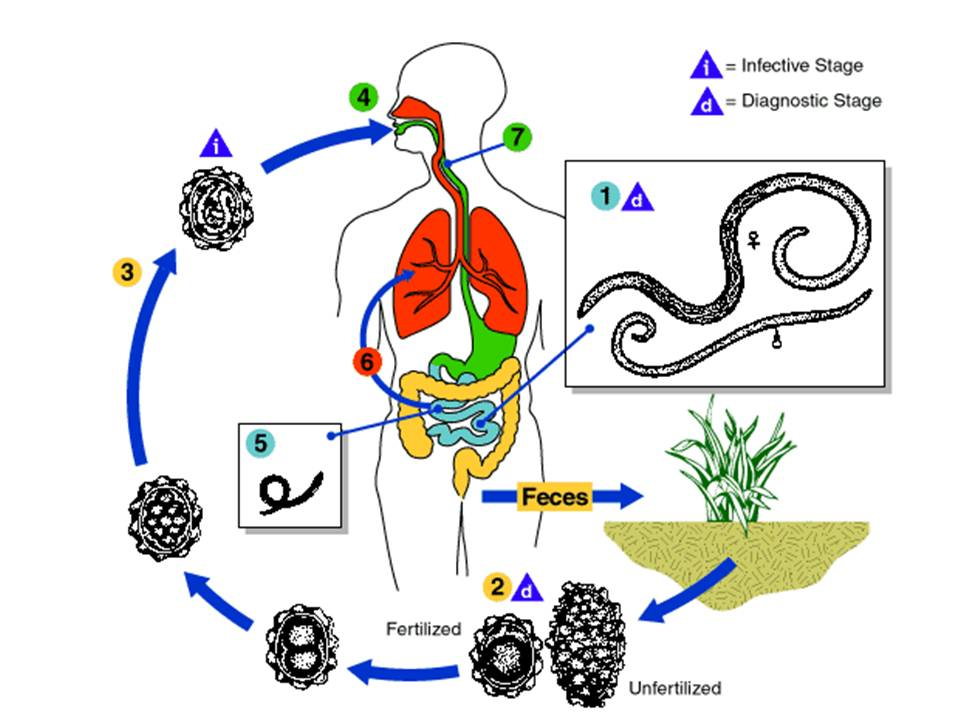 i = Infective Stage
d = Diagnostic Stage
4
i
7
1 d
3
6
5
Feces
2 d
Fertilized
Unfertilized